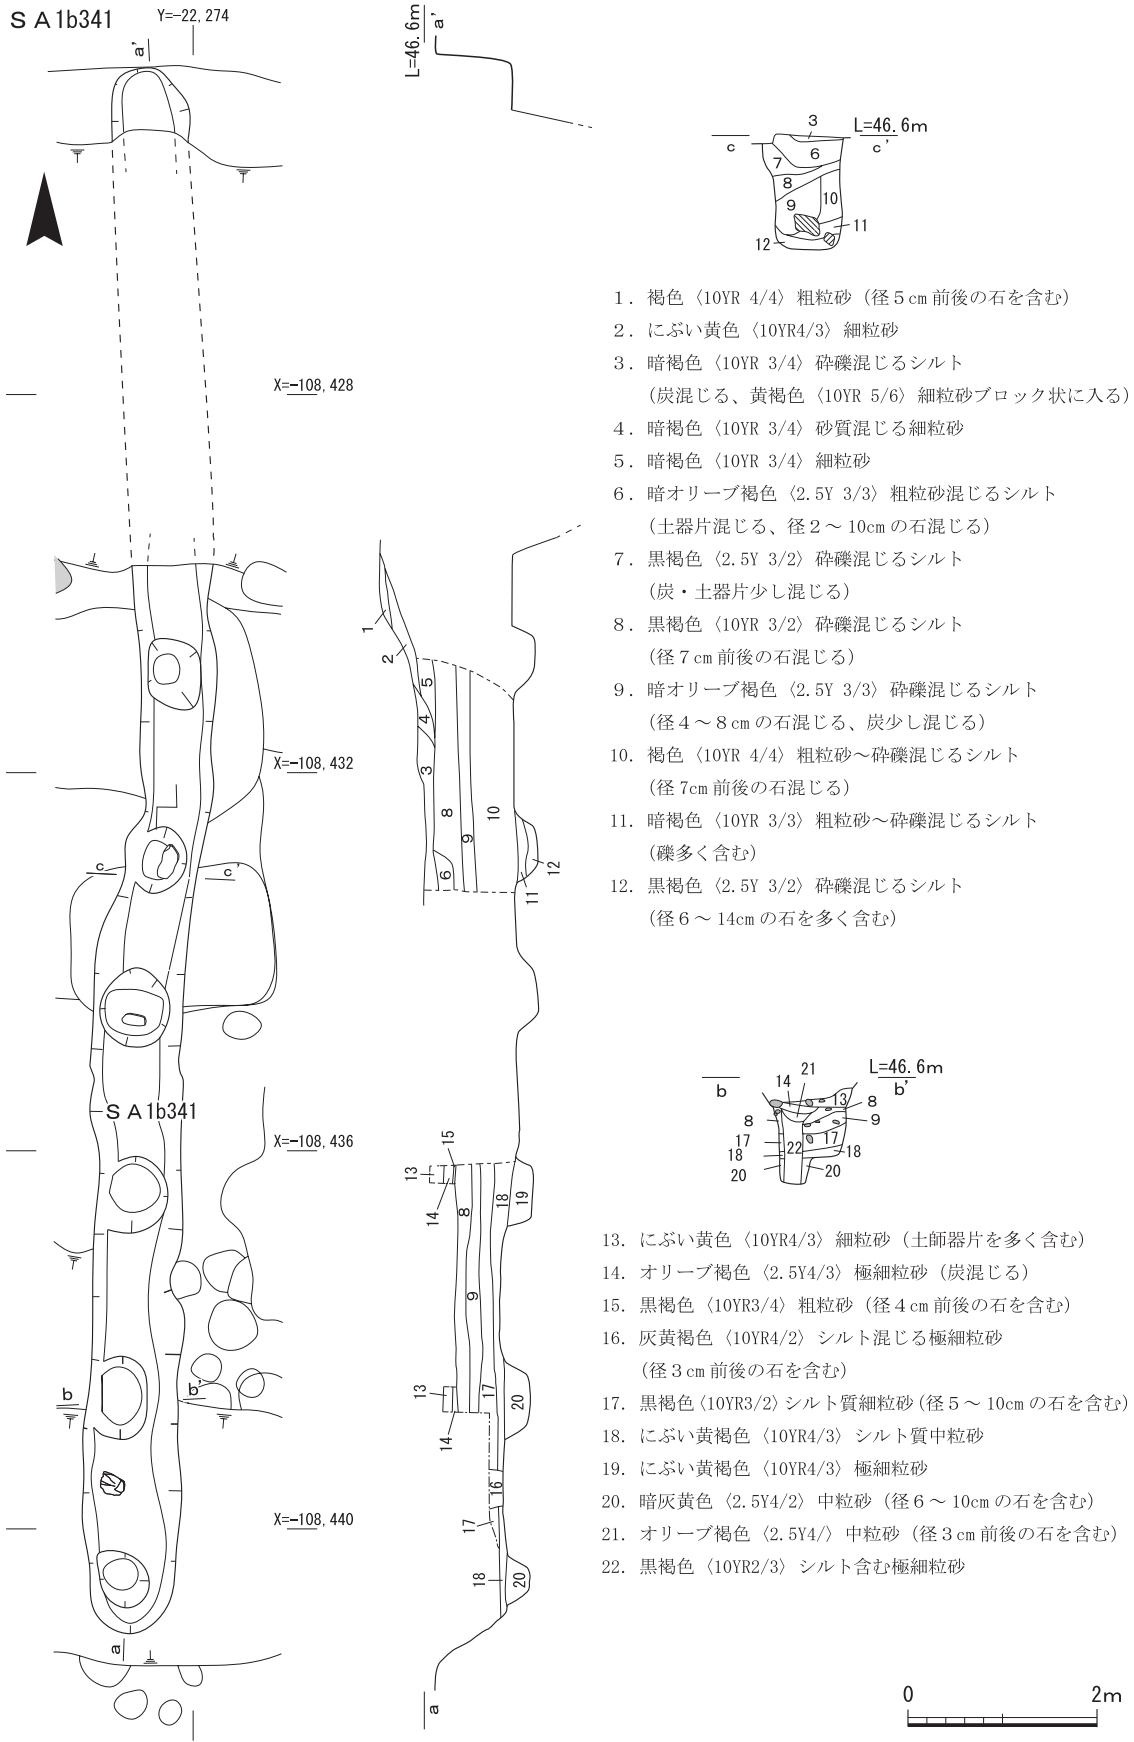 ＳＡ1b341
Y=-22,274
a'
L=46.6m
a'
X=-108,428
X=-108,432
c
c'
ＳＡ1b341
X=-108,436
b
b'
X=-108,440
a
1
2
5
4
3
8
9
10
6
11
12
15
13
14
8
18
19
9
13
14
17
20
16
17
18
20
a
3
L=46.6m
c
c'
7
6
8
9
10
11
12
1．褐色〈10YR 4/4〉粗粒砂（径５cm前後の石を含む）
2．にぶい黄色〈10YR4/3〉細粒砂
3．暗褐色〈10YR 3/4〉砕礫混じるシルト
（炭混じる、黄褐色〈10YR 5/6〉細粒砂ブロック状に入る）
4．暗褐色〈10YR 3/4〉砂質混じる細粒砂
5．暗褐色〈10YR 3/4〉細粒砂
6．暗オリーブ褐色〈2.5Y 3/3〉粗粒砂混じるシルト
（土器片混じる、径２～10cmの石混じる）
7．黒褐色〈2.5Y 3/2〉砕礫混じるシルト
（炭・土器片少し混じる）
8．黒褐色〈10YR 3/2〉砕礫混じるシルト
（径７cm前後の石混じる）
9．暗オリーブ褐色〈2.5Y 3/3〉砕礫混じるシルト
（径４～８cmの石混じる、炭少し混じる）
10．褐色〈10YR 4/4〉粗粒砂～砕礫混じるシルト
（径7cm前後の石混じる）
11．暗褐色〈10YR 3/3〉粗粒砂～砕礫混じるシルト
（礫多く含む）
12．黒褐色〈2.5Y 3/2〉砕礫混じるシルト
（径６～14cmの石を多く含む）
21
14
L=46.6m
b
b'
13
8
8
9
17
22
17
18
18
20
20
13．にぶい黄色〈10YR4/3〉細粒砂（土師器片を多く含む）
14．オリーブ褐色〈2.5Y4/3〉極細粒砂（炭混じる）
15．黒褐色〈10YR3/4〉粗粒砂（径４cm前後の石を含む）
16．灰黄褐色〈10YR4/2〉シルト混じる極細粒砂
（径３cm前後の石を含む）
17．黒褐色〈10YR3/2〉シルト質細粒砂（径５～10cmの石を含む）
18．にぶい黄褐色〈10YR4/3〉シルト質中粒砂
19．にぶい黄褐色〈10YR4/3〉極細粒砂
20．暗灰黄色〈2.5Y4/2〉中粒砂（径６～10cmの石を含む）
21．オリーブ褐色〈2.5Y4/〉中粒砂（径３cm前後の石を含む）
22．黒褐色〈10YR2/3〉シルト含む極細粒砂
0
2m